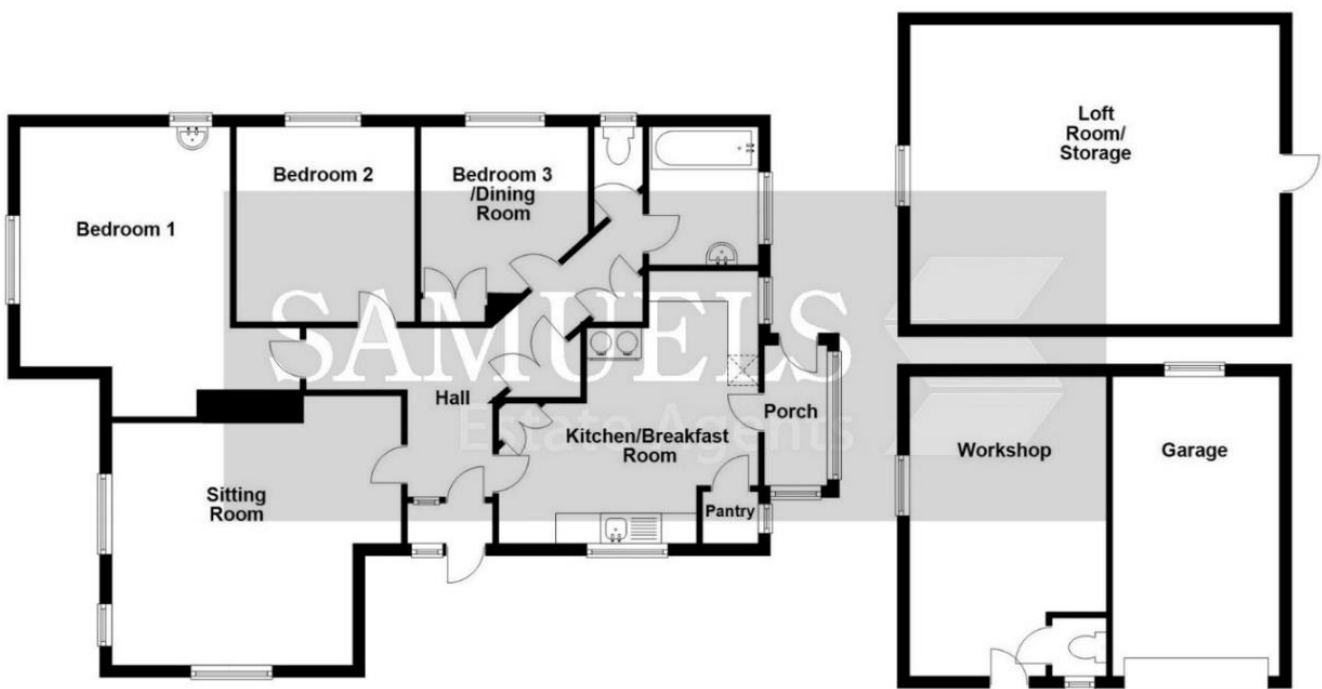 Loft
Room/
Storage
Bedroom 2
Bedroom 3
/Dining
Room
Bedroom 1
SAMUELS
Estate Agents
Hall
Porch
Kitchen/Breakfast
Room
Workshop
Garage
Sitting
Room
Pantry